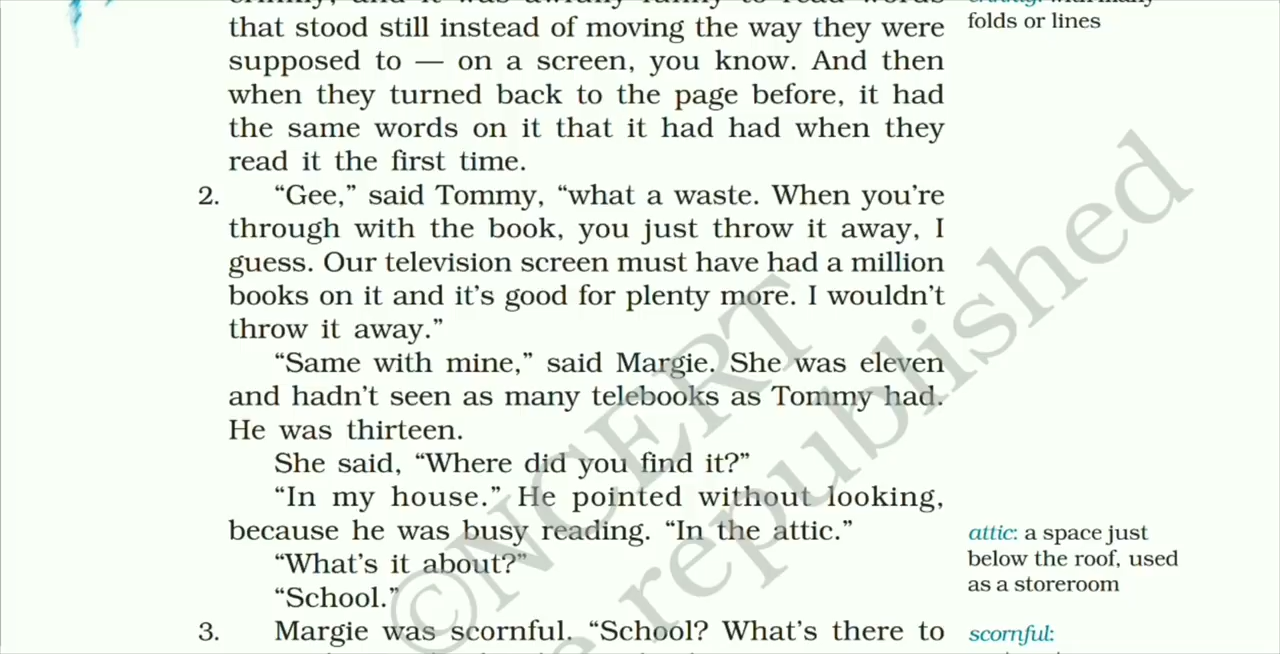 that stood still instead of moving the way they were
supposed to — on a screen, you know. And then
when they turned back to the page before, it had
the same words on it that it had had when they
read it the first time.
2. “Gee,” said Tommy, “what a waste. When you’re
through with the book, you just throw it away, I
guess. Our television screen must have had a million
books on it and it’s good for plenty more. I wouldn’t
throw it away.”
“Same with mine,” said Margie. She was eleven
and hadn’t seen as many telebooks as Tommy had.
He was thirteen.
She said, “Where did you find it?”
“In my house.” He pointed without looking,
because he was busy reading. “In the attic.”
“What’s it about?”
“School.”
3. Margie was scornful. “School? What’s there to
folds or lines
attic: a space just
below the roof, used
as a storeroom
scornful:
©NCERT
be republished